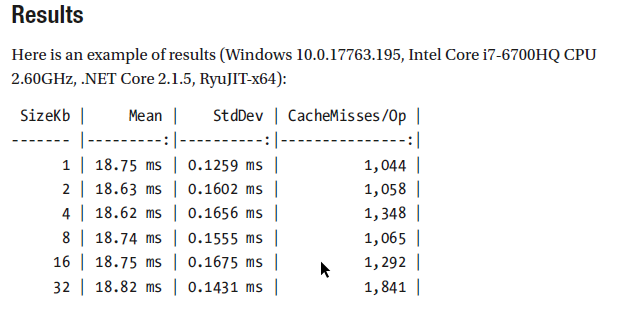 Results
Here is an example of results (Windows 10.0.17763.195, Intel Core i7-6700HQ CPU
2.60GHz, .NET Core 2.1.5, RyuJIT-x64):
SizeKb | Mean | StdDev | CacheMisses/Op |
------- |---------:|----------:|---------------:|
1 | 18.75 ms | 0.1259 ms | 1,044 |
2 | 18.63 ms | 0.1602 ms | 1,058 |
4 | 18.62 ms | 0.1656 ms | 1,348 |
8 | 18.74 ms | 0.1555 ms | 1,065 |
16 | 18.75 ms | 0.1675 ms | 1,292 |
32 | 18.82 ms | 0.1431 ms | 1,841 |